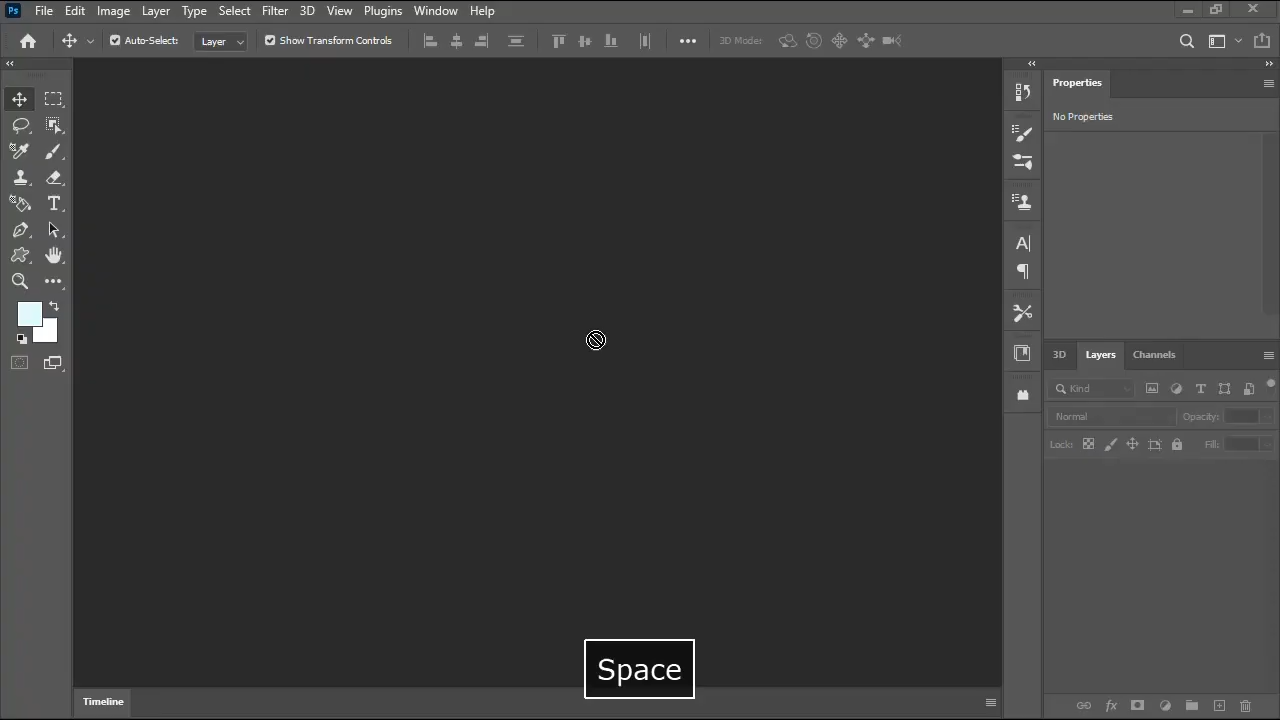 Ps File Edit Image Layer Type Select Filter 3D View Plugins Window Help
Auto-Select: Layer Show Transform Controls 3D Mode:
Properties
No Properties
3D Layers Channels
Kind
Normal Opacity:
Lock: Fill:
Space
Timeline